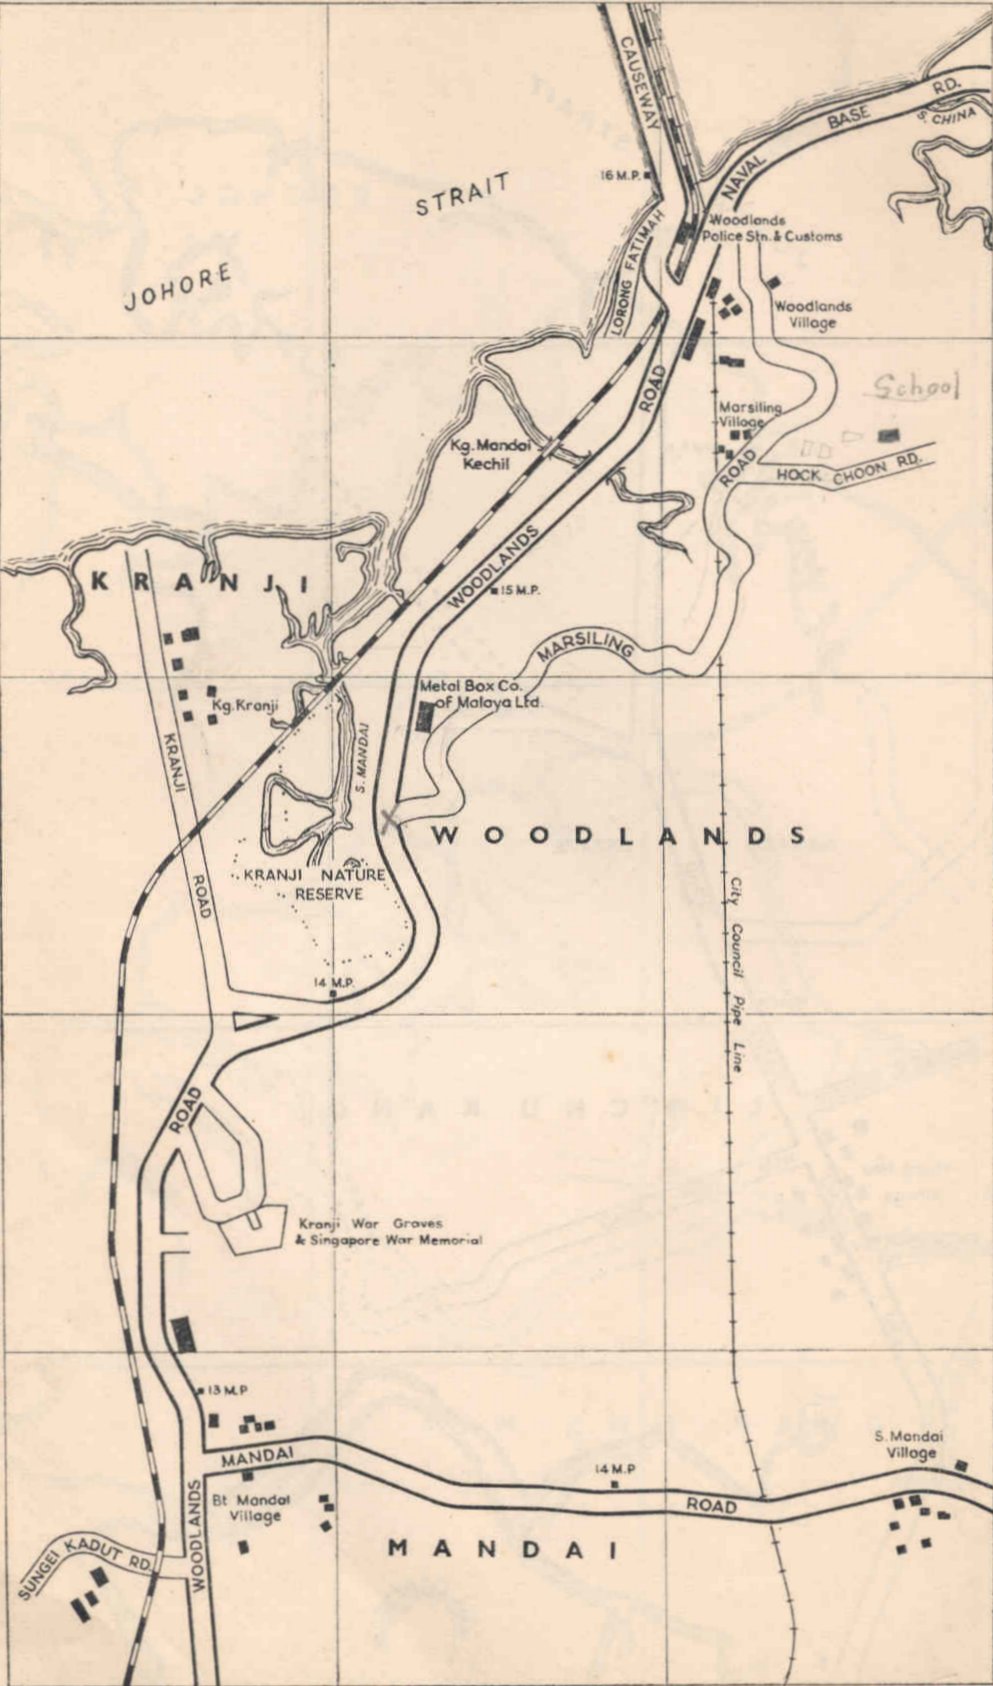 CAUSEWAY
NAVAL BASE RD.
S. CHINA
STRAIT
16 M.P.
JOHORE
LORONG FATIMAH
Woodlands
Police Stn. & Customs
Woodlands
Village
School
ROAD
Marsiling
Village
Kg. Mandai
Kechil
ROAD
HOCK CHOON RD.
WOODLANDS
KRANJI
15 M.P.
MARSILING
Metal Box Co.
of Malaya Ltd.
Kg. Kranji
KRANJI
S. MANDAI
WOODLANDS
KRANJI NATURE
RESERVE
ROAD
City Council Pipe Line
14 M.P.
ROAD
Kranji War Graves
& Singapore War Memorial
13 M.P
MANDAI
S. Mandai
Village
14 M.P
ROAD
Bt Mandai
Village
WOODLANDS
MANDAI
SUNGEI KADUT RD.